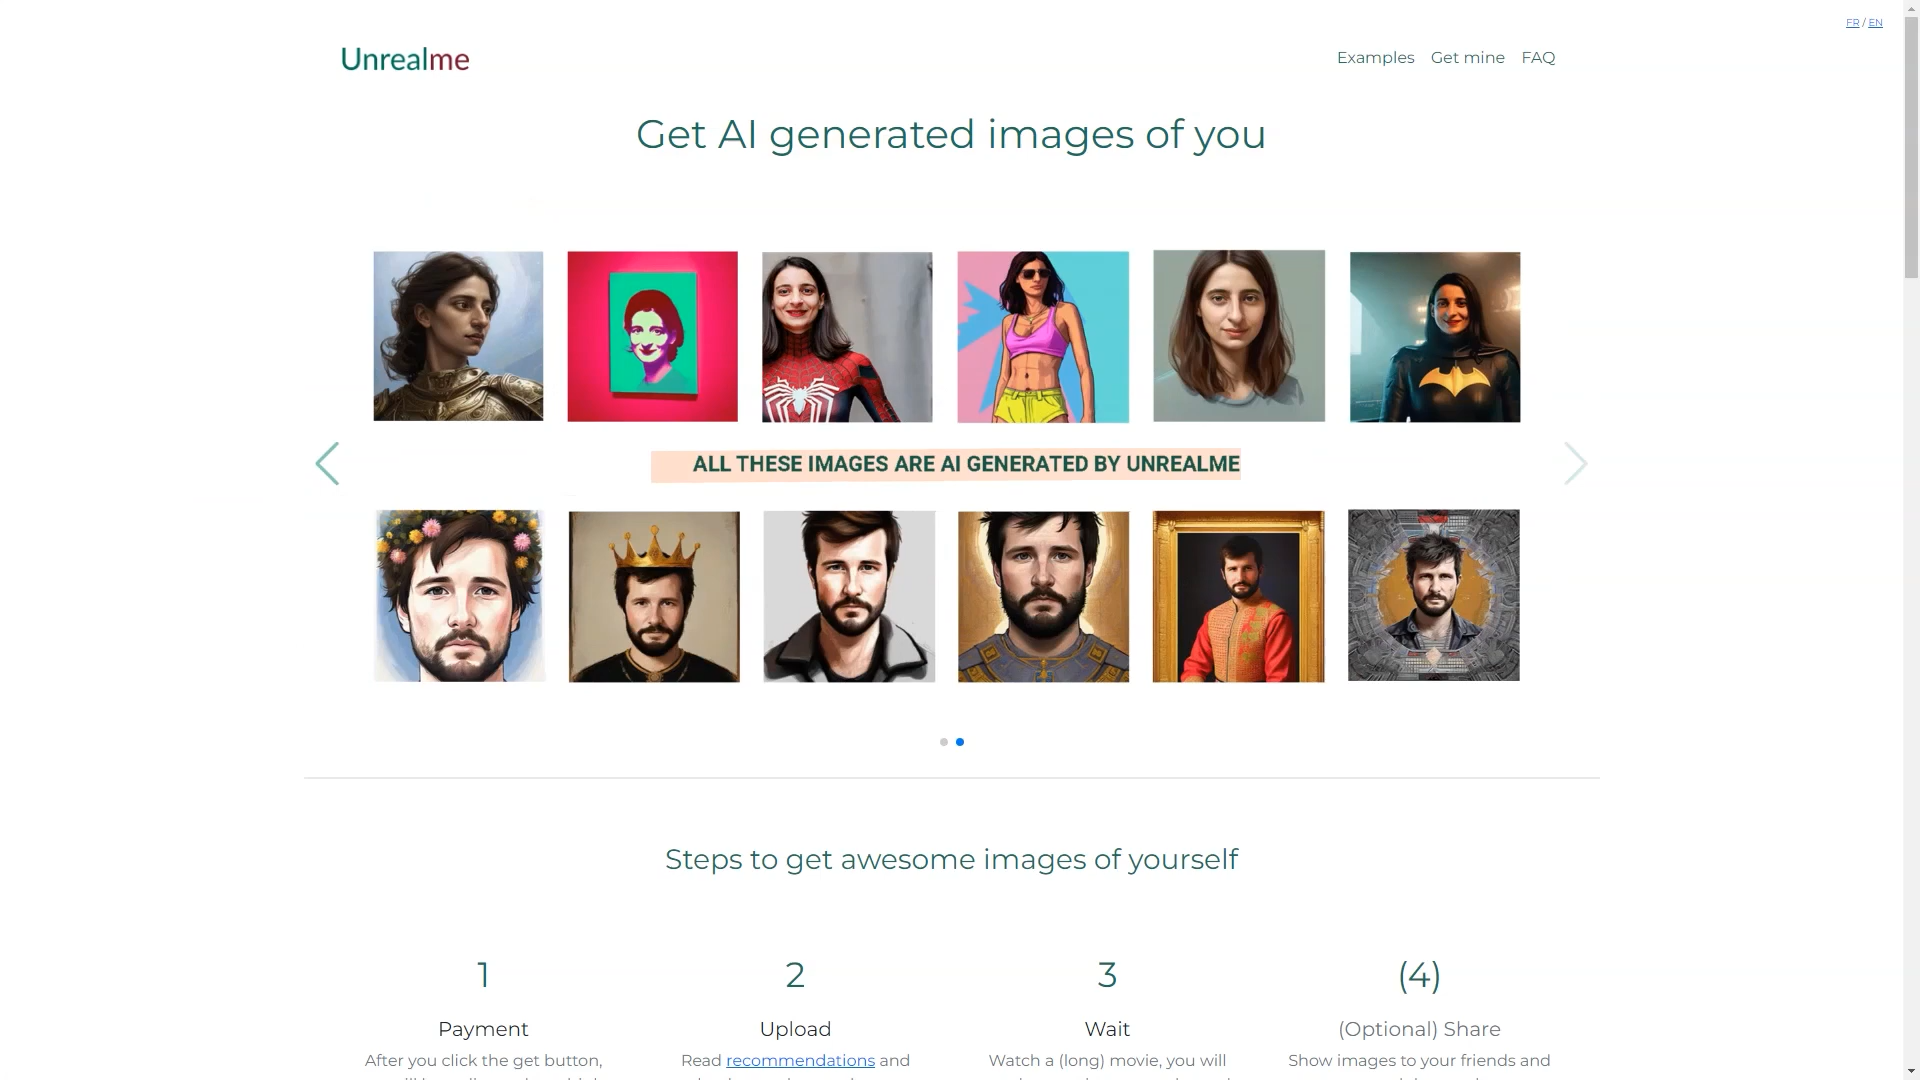 FR / EN
Unrealme
Examples Get mine FAQ
Get AI generated images of you
ALL THESE IMAGES ARE AI GENERATED BY UNREALME
Steps to get awesome images of yourself
1
Payment
After you click the get button,
2
Upload
Read recommendations and
3
Wait
Watch a (long) movie, you will
(4)
(Optional) Share
Show images to your friends and